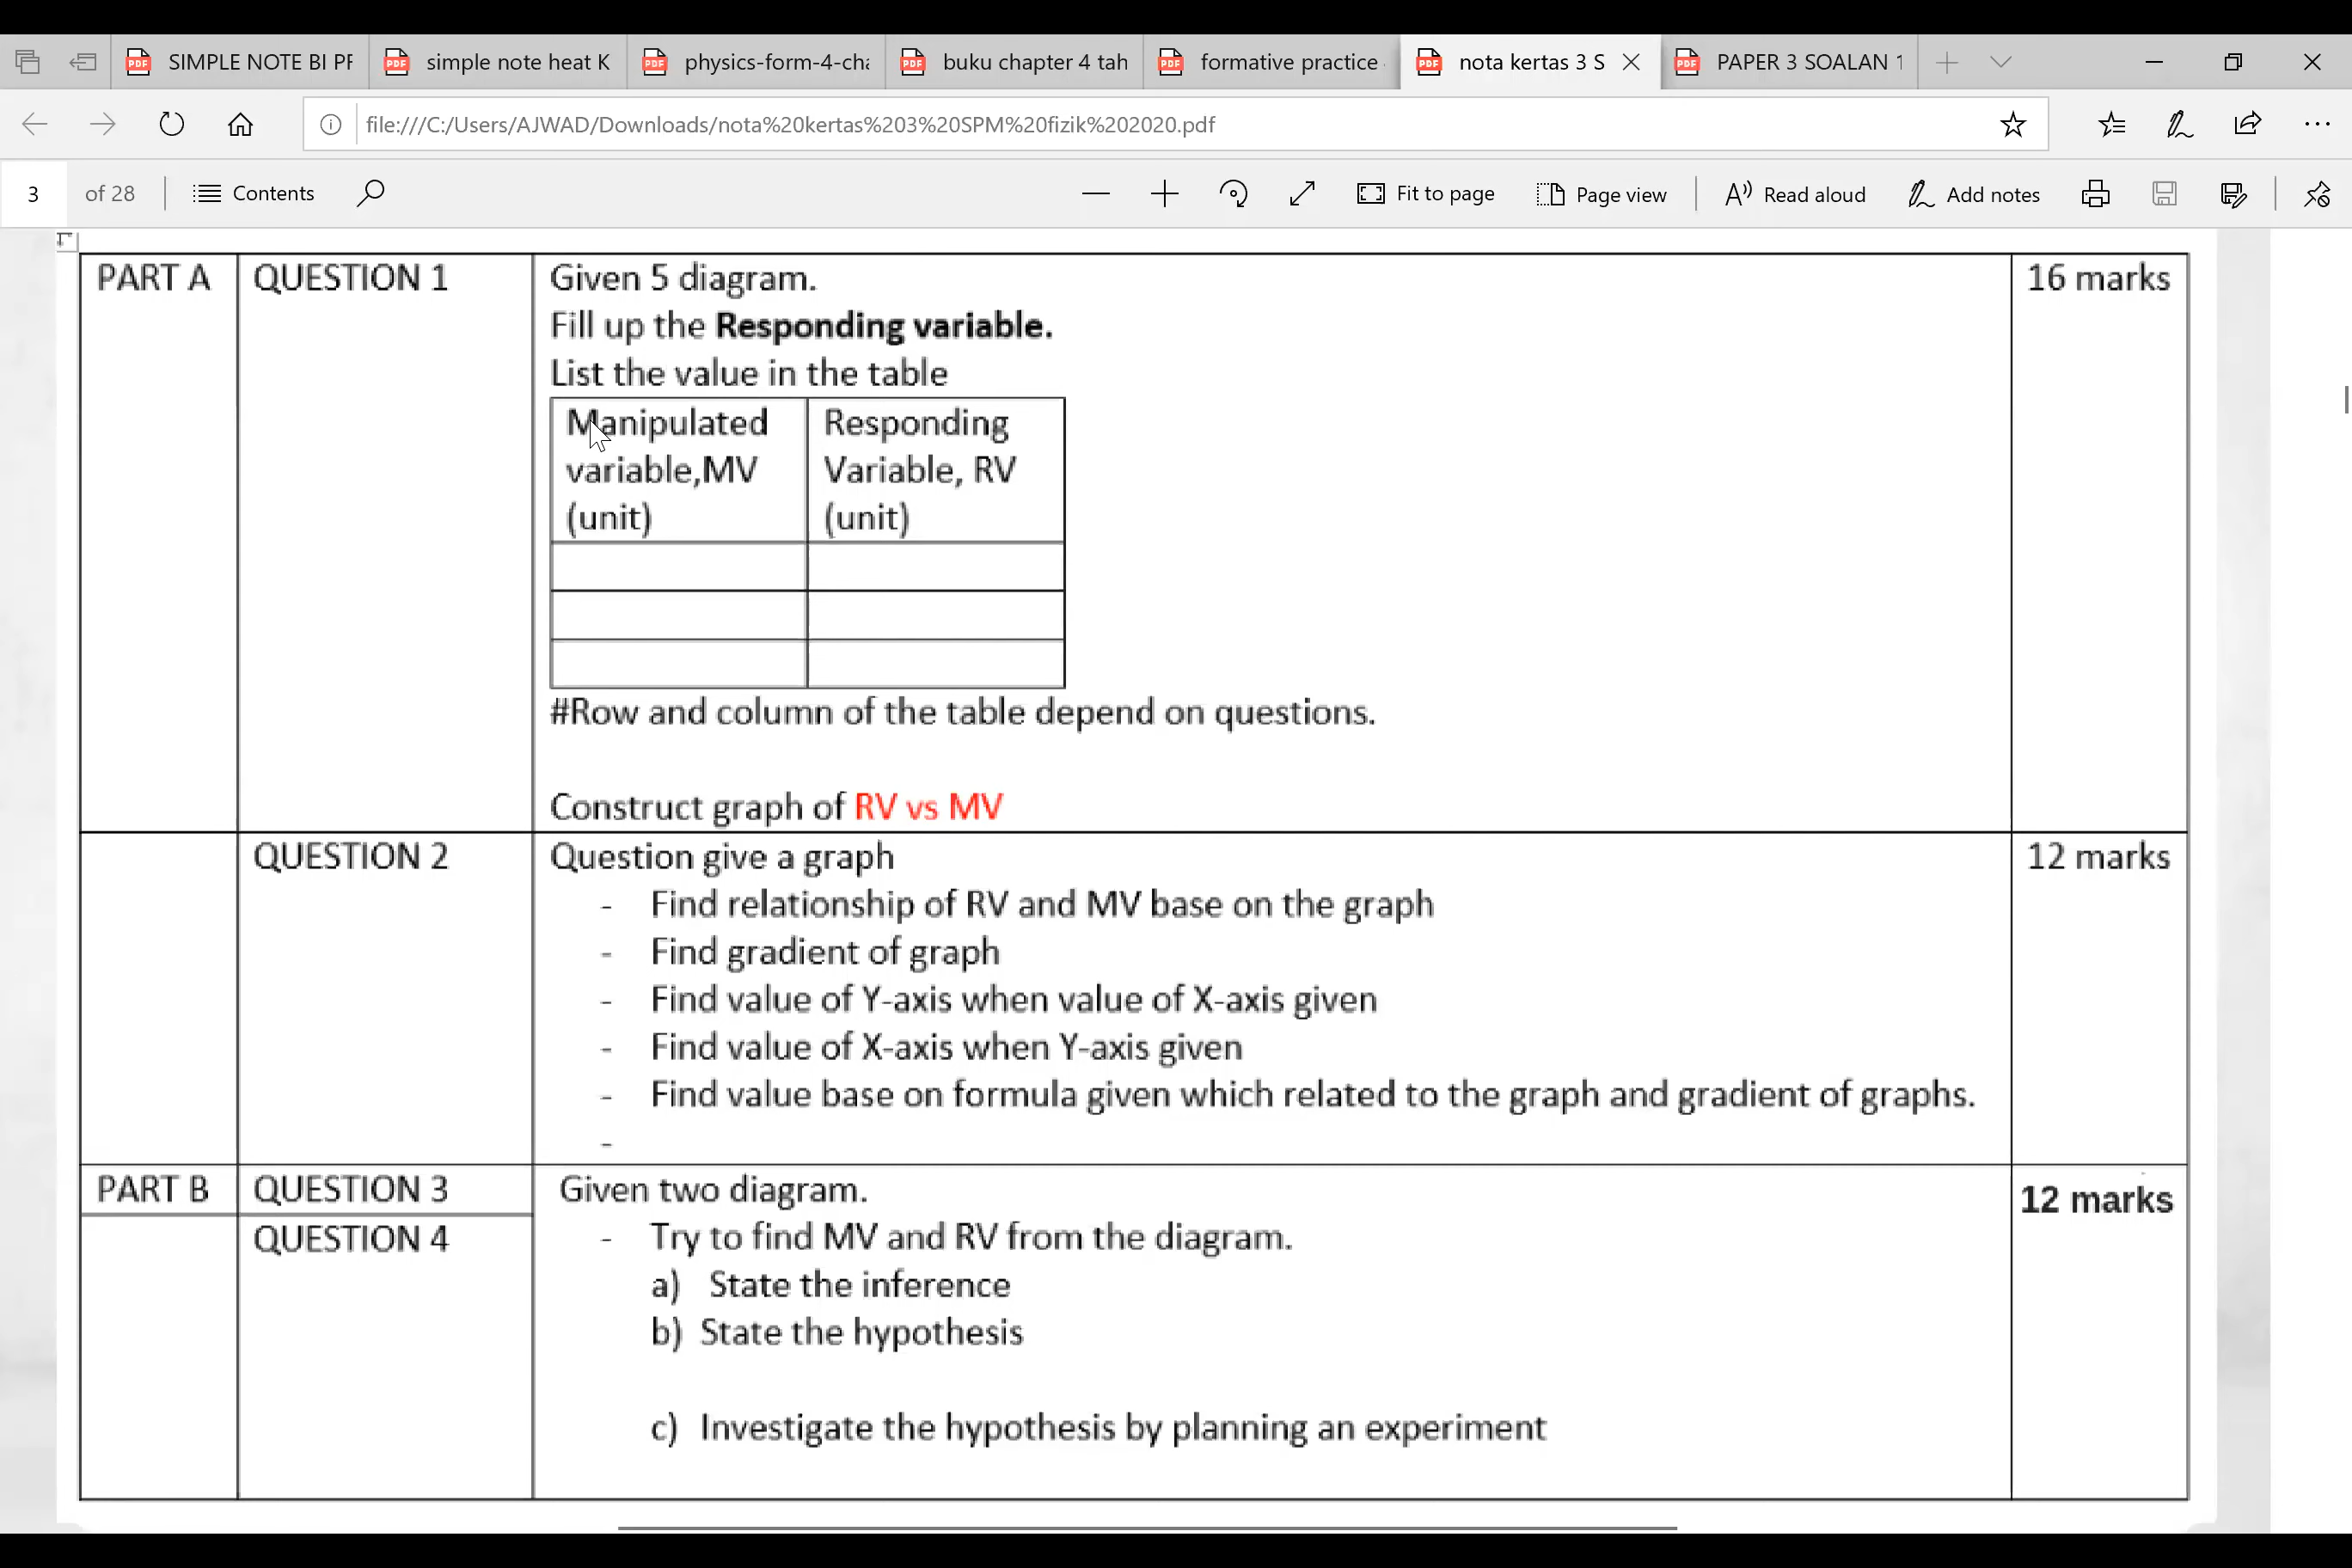 SIMPLE NOTE BI PF
simple note heat K
physics-form-4-cha
buku chapter 4 tah
formative practice
nota kertas 3 S
PAPER 3 SOALAN 1
file:///C:/Users/AJWAD/Downloads/nota%20kertas%203%20SPM%20fizik%202020.pdf
3 of 28
Contents
Fit to page
Page view
Read aloud
Add notes
PART A
QUESTION 1
Given 5 diagram.
Fill up the Responding variable.
List the value in the table
Manipulated
variable,MV
(unit)
Responding
Variable, RV
(unit)
#Row and column of the table depend on questions.
Construct graph of RV vs MV
16 marks
QUESTION 2
Question give a graph
- Find relationship of RV and MV base on the graph
- Find gradient of graph
- Find value of Y-axis when value of X-axis given
- Find value of X-axis when Y-axis given
- Find value base on formula given which related to the graph and gradient of graphs.
-
12 marks
PART B
QUESTION 3
QUESTION 4
Given two diagram.
- Try to find MV and RV from the diagram.
a) State the inference
b) State the hypothesis
c) Investigate the hypothesis by planning an experiment
12 marks